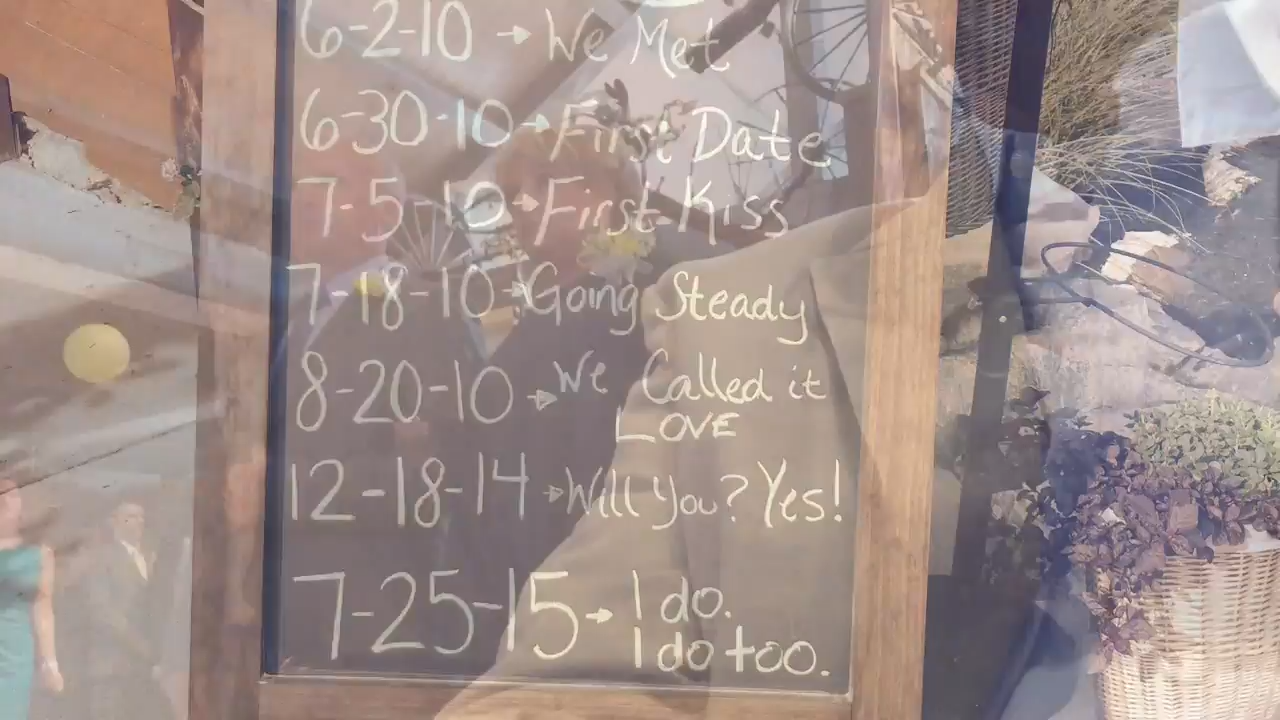 6-2-10 → We Met
6-30-10 → First Date
7-5-10 → First Kiss
7-18-10 → Going Steady
8-20-10 → We Called it
LOVE
12-18-14 → Will You? Yes!
7-25-15 → I do.
I do too.